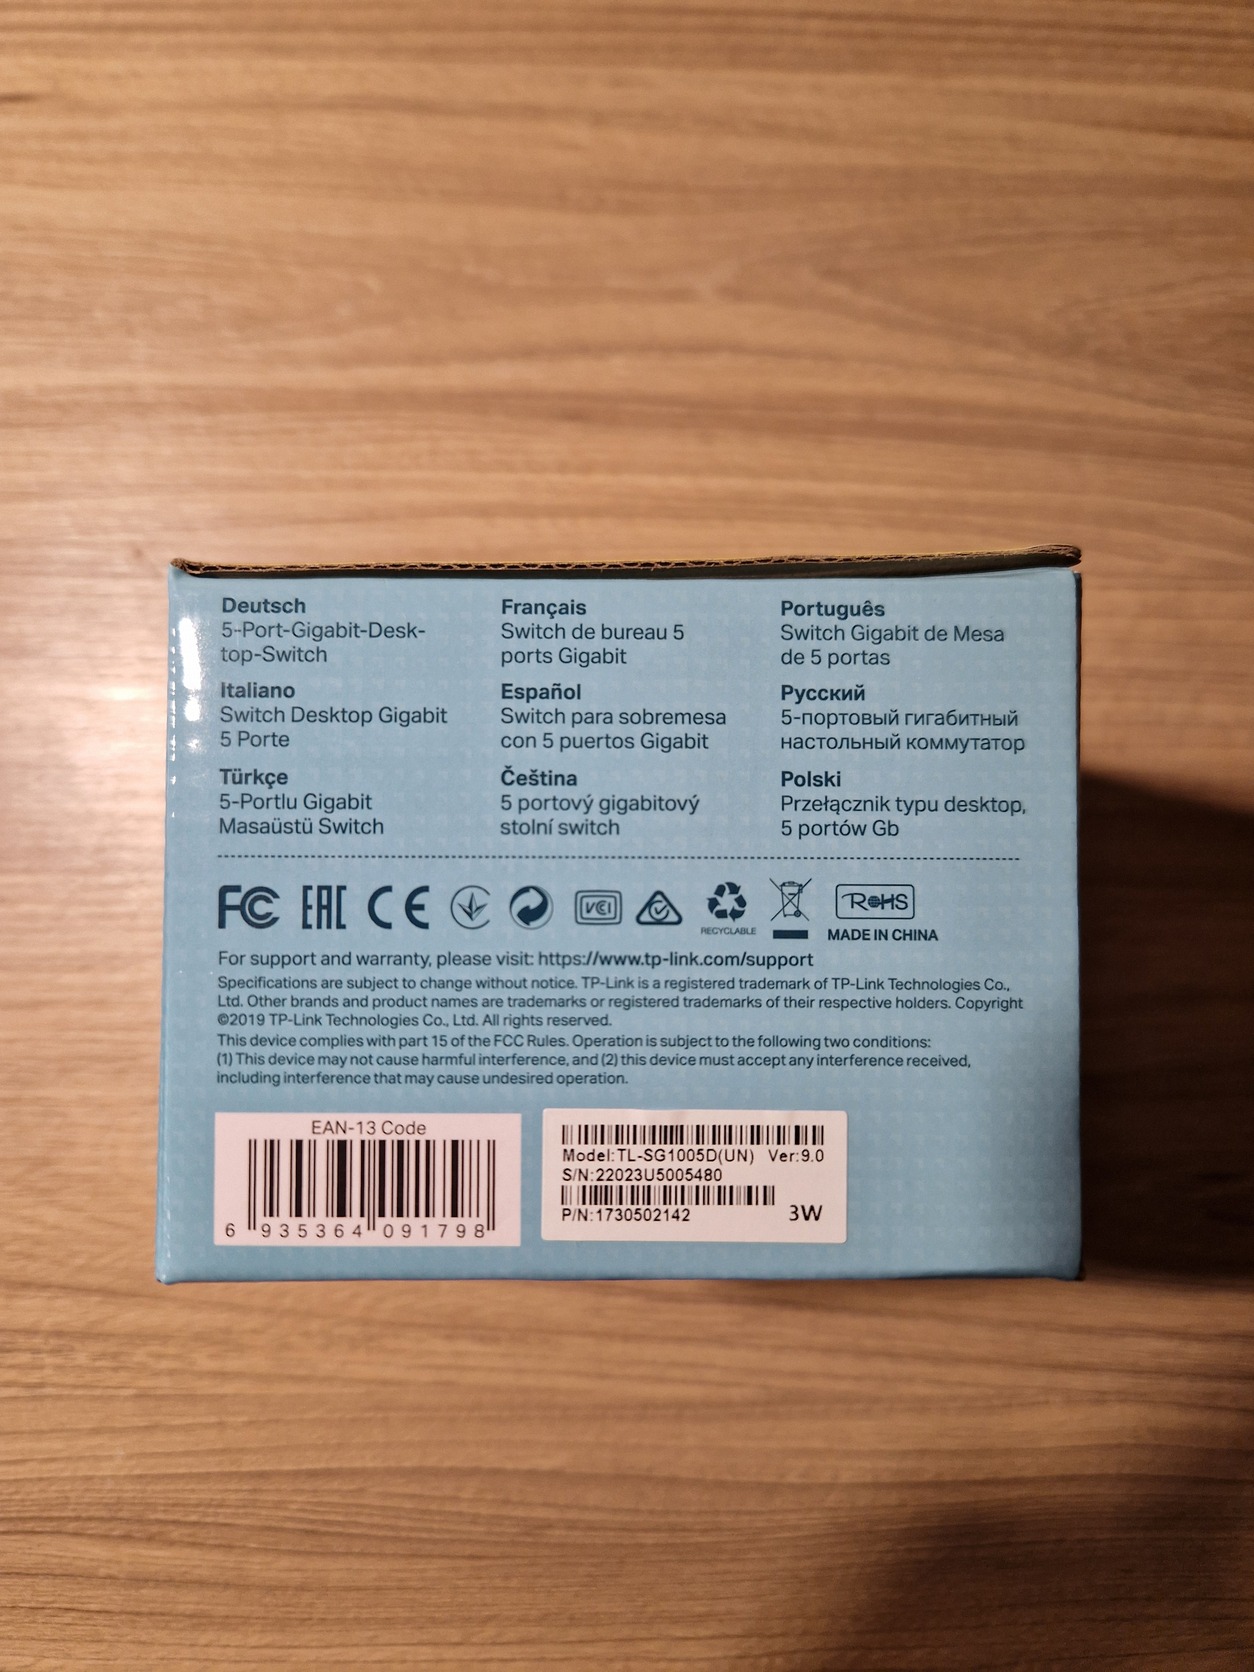 Deutsch
5-Port-Gigabit-Desk-
top-Switch
Français
Switch de bureau 5
ports Gigabit
Português
Switch Gigabit de Mesa
de 5 portas
Italiano
Switch Desktop Gigabit
5 Porte
Español
Switch para sobremesa
con 5 puertos Gigabit
Русский
5-портовый гигабитный
настольный коммутатор
Türkçe
5-Portlu Gigabit
Masaüstü Switch
Čeština
5 portový gigabitový
stolní switch
Polski
Przełącznik typu desktop,
5 portów Gb
FC EAC CE VCCI RECYCLABLE RoHS
MADE IN CHINA
For support and warranty, please visit: https://www.tp-link.com/support
Specifications are subject to change without notice. TP-Link is a registered trademark of TP-Link Technologies Co.,
Ltd. Other brands and product names are trademarks or registered trademarks of their respective holders. Copyright
©2019 TP-Link Technologies Co., Ltd. All rights reserved.
This device complies with part 15 of the FCC Rules. Operation is subject to the following two conditions:
(1) This device may not cause harmful interference, and (2) this device must accept any interference received,
including interference that may cause undesired operation.
EAN-13 Code
6 935364 091798
Model:TL-SG1005D(UN) Ver:9.0
S/N:22023U5005480
P/N:1730502142 3W